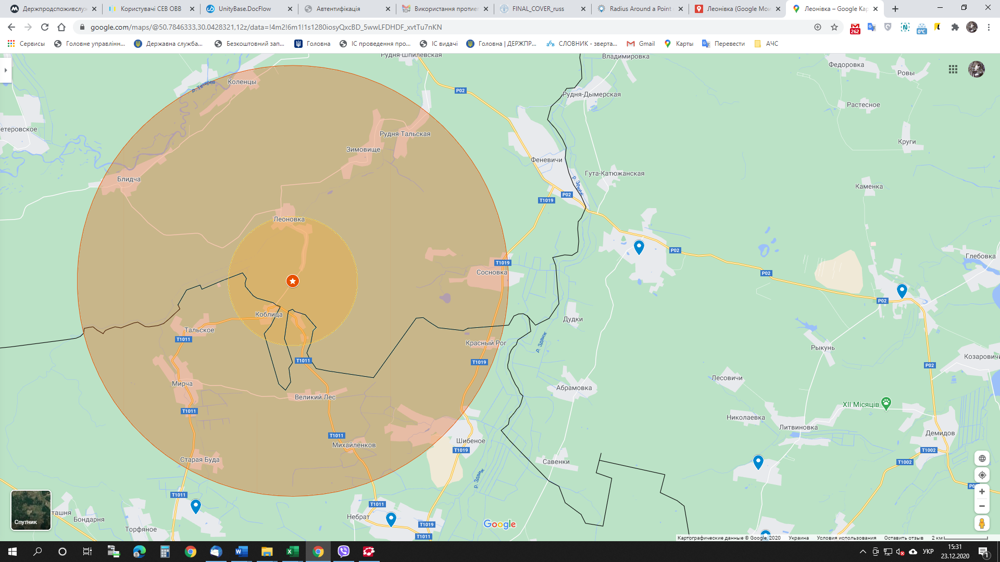 Держпродспоживслуж
Користувачі СЕВ ОВВ
UnityBase.DocFlow
Автентифікація
Використання протиеп
FINAL_COVER_russ
Radius Around a Point
Леонівка (Google Мои
Леонівка – Google Кар
google.com/maps/@50.7846333,30.0428321,12z/data=!4m2!6m1!1s1280iosyQxcBD_5wwLFDHDF_xvtTu7nKN
262
0°C
Сервисы
Головне управлінн...
Державна служба...
Безкоштовний зап...
Головна
ІС проведення про...
ІС видачі
Головна | ДЕРЖПР...
СЛОВНИК - зверта...
Gmail
Карты
Перевести
АЧС
Рудня-Шпилевская
Владимировка
Федоровка
Ровы
Коленцы
р. Тетерев
P02
Рудня-Дымерская
Растесное
етеровское
Рудня-Тальская
Круги
Зимовище
Феневичи
Гута-Катюжанская
Блидча
р. Здвиж
Каменка
P02
T1019
Леоновка
P02
Глебовка
T1019
Сосновка
P02
P02
Коблица
Дудки
Тальское
T1011
р. Здвиж
Красный Рог
Рыкунь
Козаровичи
T1011
T1019
P02
Лесовичи
Мирча
Абрамовка
Великий Лес
XII Місяців
T1011
Николаевка
Литвиновка
Демидов
T1011
Шибеное
Михайленков
T1019
T1002
Старая Буда
Савенки
T1002
р. Здвиж
P0
T1011
T1011
Спутник
ташня
Бондарня
Небрат
T1019
Google
Торфяное
T1011
Картографические данные © Google, 2020
Украина
Условия использования
Оставить отзыв
2 км
УКР
15:31
23.12.2020
1